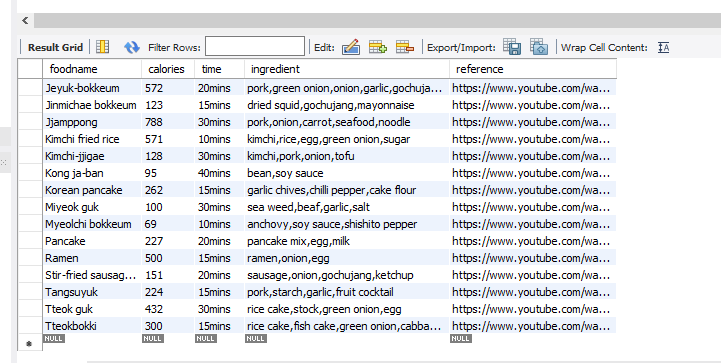 Result Grid Filter Rows: Edit: Export/Import: Wrap Cell Content: IA
foodname calories time ingredient reference
Jeyuk-bokkeum 572 20mins pork,green onion,onion,garlic,gochuja... https://www.youtube.com/wa...
Jinmichae bokkeum 123 15mins dried squid,gochujang,mayonnaise https://www.youtube.com/wa...
Jjamppong 788 30mins pork,onion,carrot,seafood,noodle https://www.youtube.com/wa...
Kimchi fried rice 571 10mins kimchi,rice,egg,green onion,sugar https://www.youtube.com/wa...
Kimchi-jjigae 128 30mins kimchi,pork,onion,tofu https://www.youtube.com/wa...
Kong ja-ban 95 40mins bean,soy sauce https://www.youtube.com/wa...
Korean pancake 262 15mins garlic chives,chilli pepper,cake flour https://www.youtube.com/wa...
Miyeok guk 100 30mins sea weed,beaf,garlic,salt https://www.youtube.com/wa...
Myeolchi bokkeum 69 10mins anchovy,soy sauce,shishito pepper https://www.youtube.com/wa...
Pancake 227 15mins pancake mix,egg,milk https://www.youtube.com/wa...
Ramen 500 15mins ramen,onion,egg https://www.youtube.com/wa...
Stir-fried sausag... 151 20mins sausage,onion,gochujang,ketchup https://www.youtube.com/wa...
Tangsuyuk 224 15mins pork,starch,garlic,fruit cocktail https://www.youtube.com/wa...
Tteok guk 432 30mins rice cake,stock,green onion,egg https://www.youtube.com/wa...
Tteokbokki 300 15mins rice cake,fish cake,green onion,cabba... https://www.youtube.com/wa...
NULL NULL NULL NULL NULL